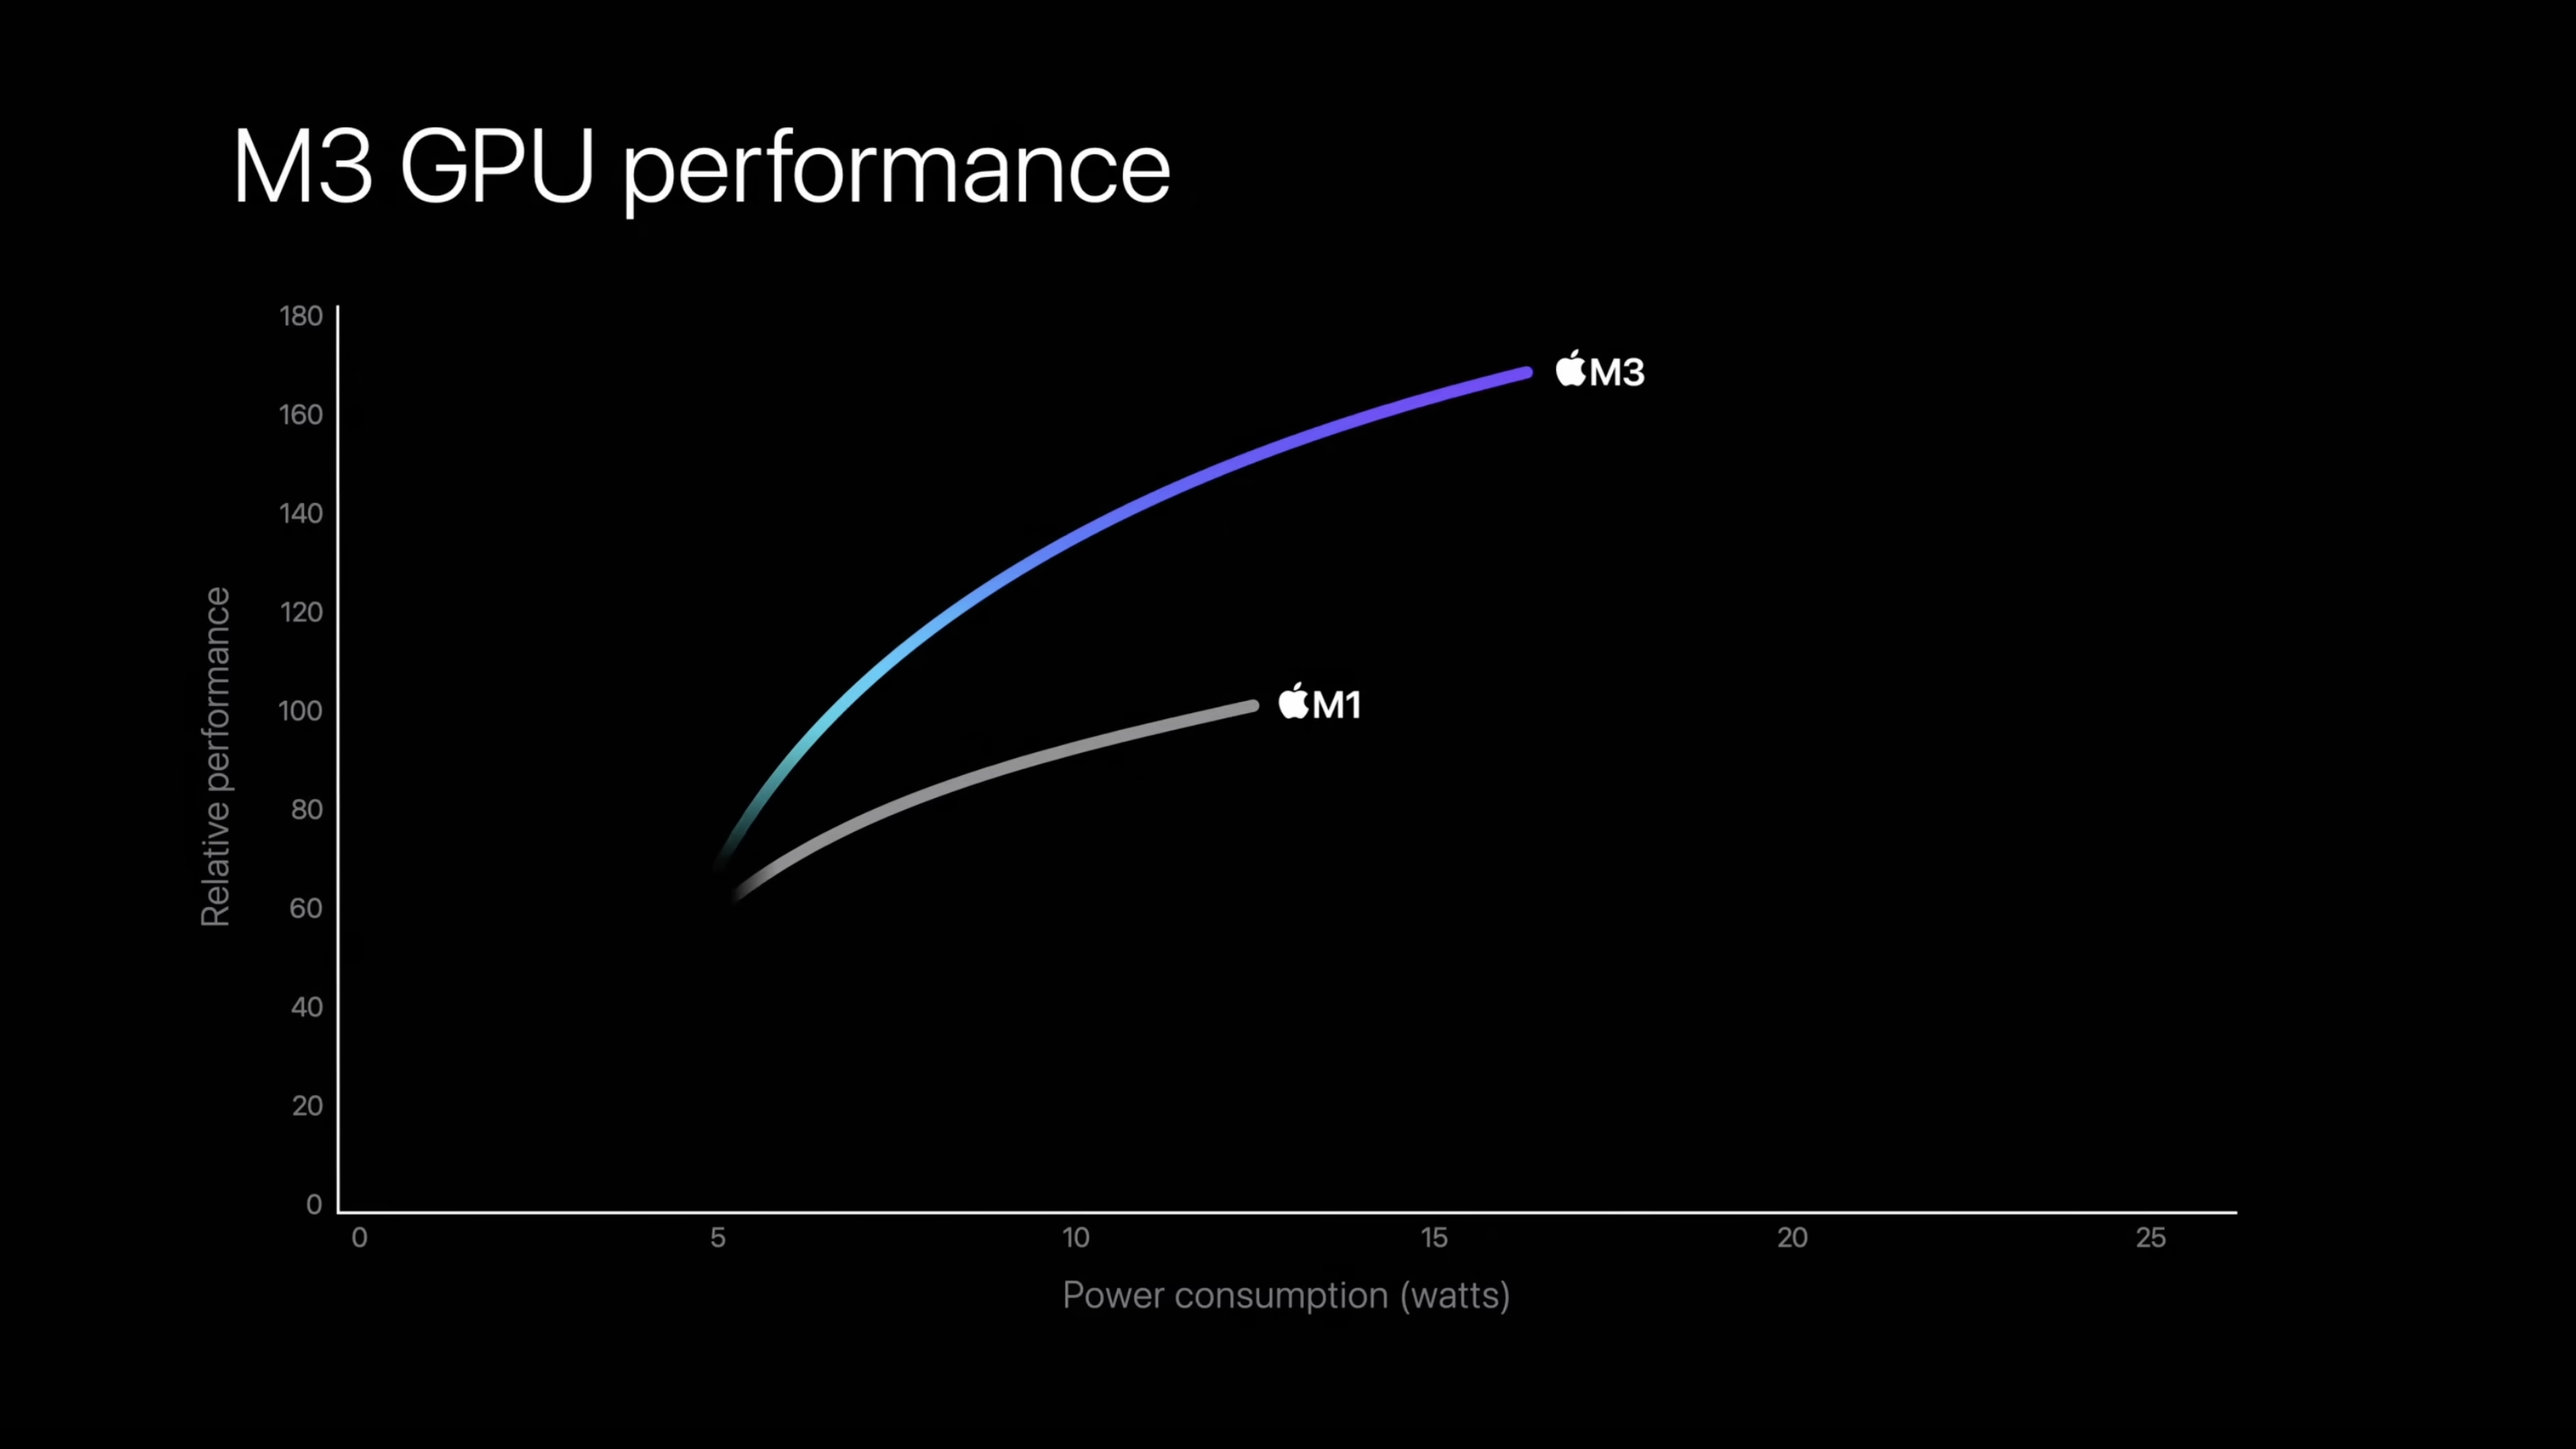 M3 GPU performance
180
M3
160
140
120
100
M1
80
60
40
20
0
Relative performance
0 5 10 15 20 25
Power consumption (watts)